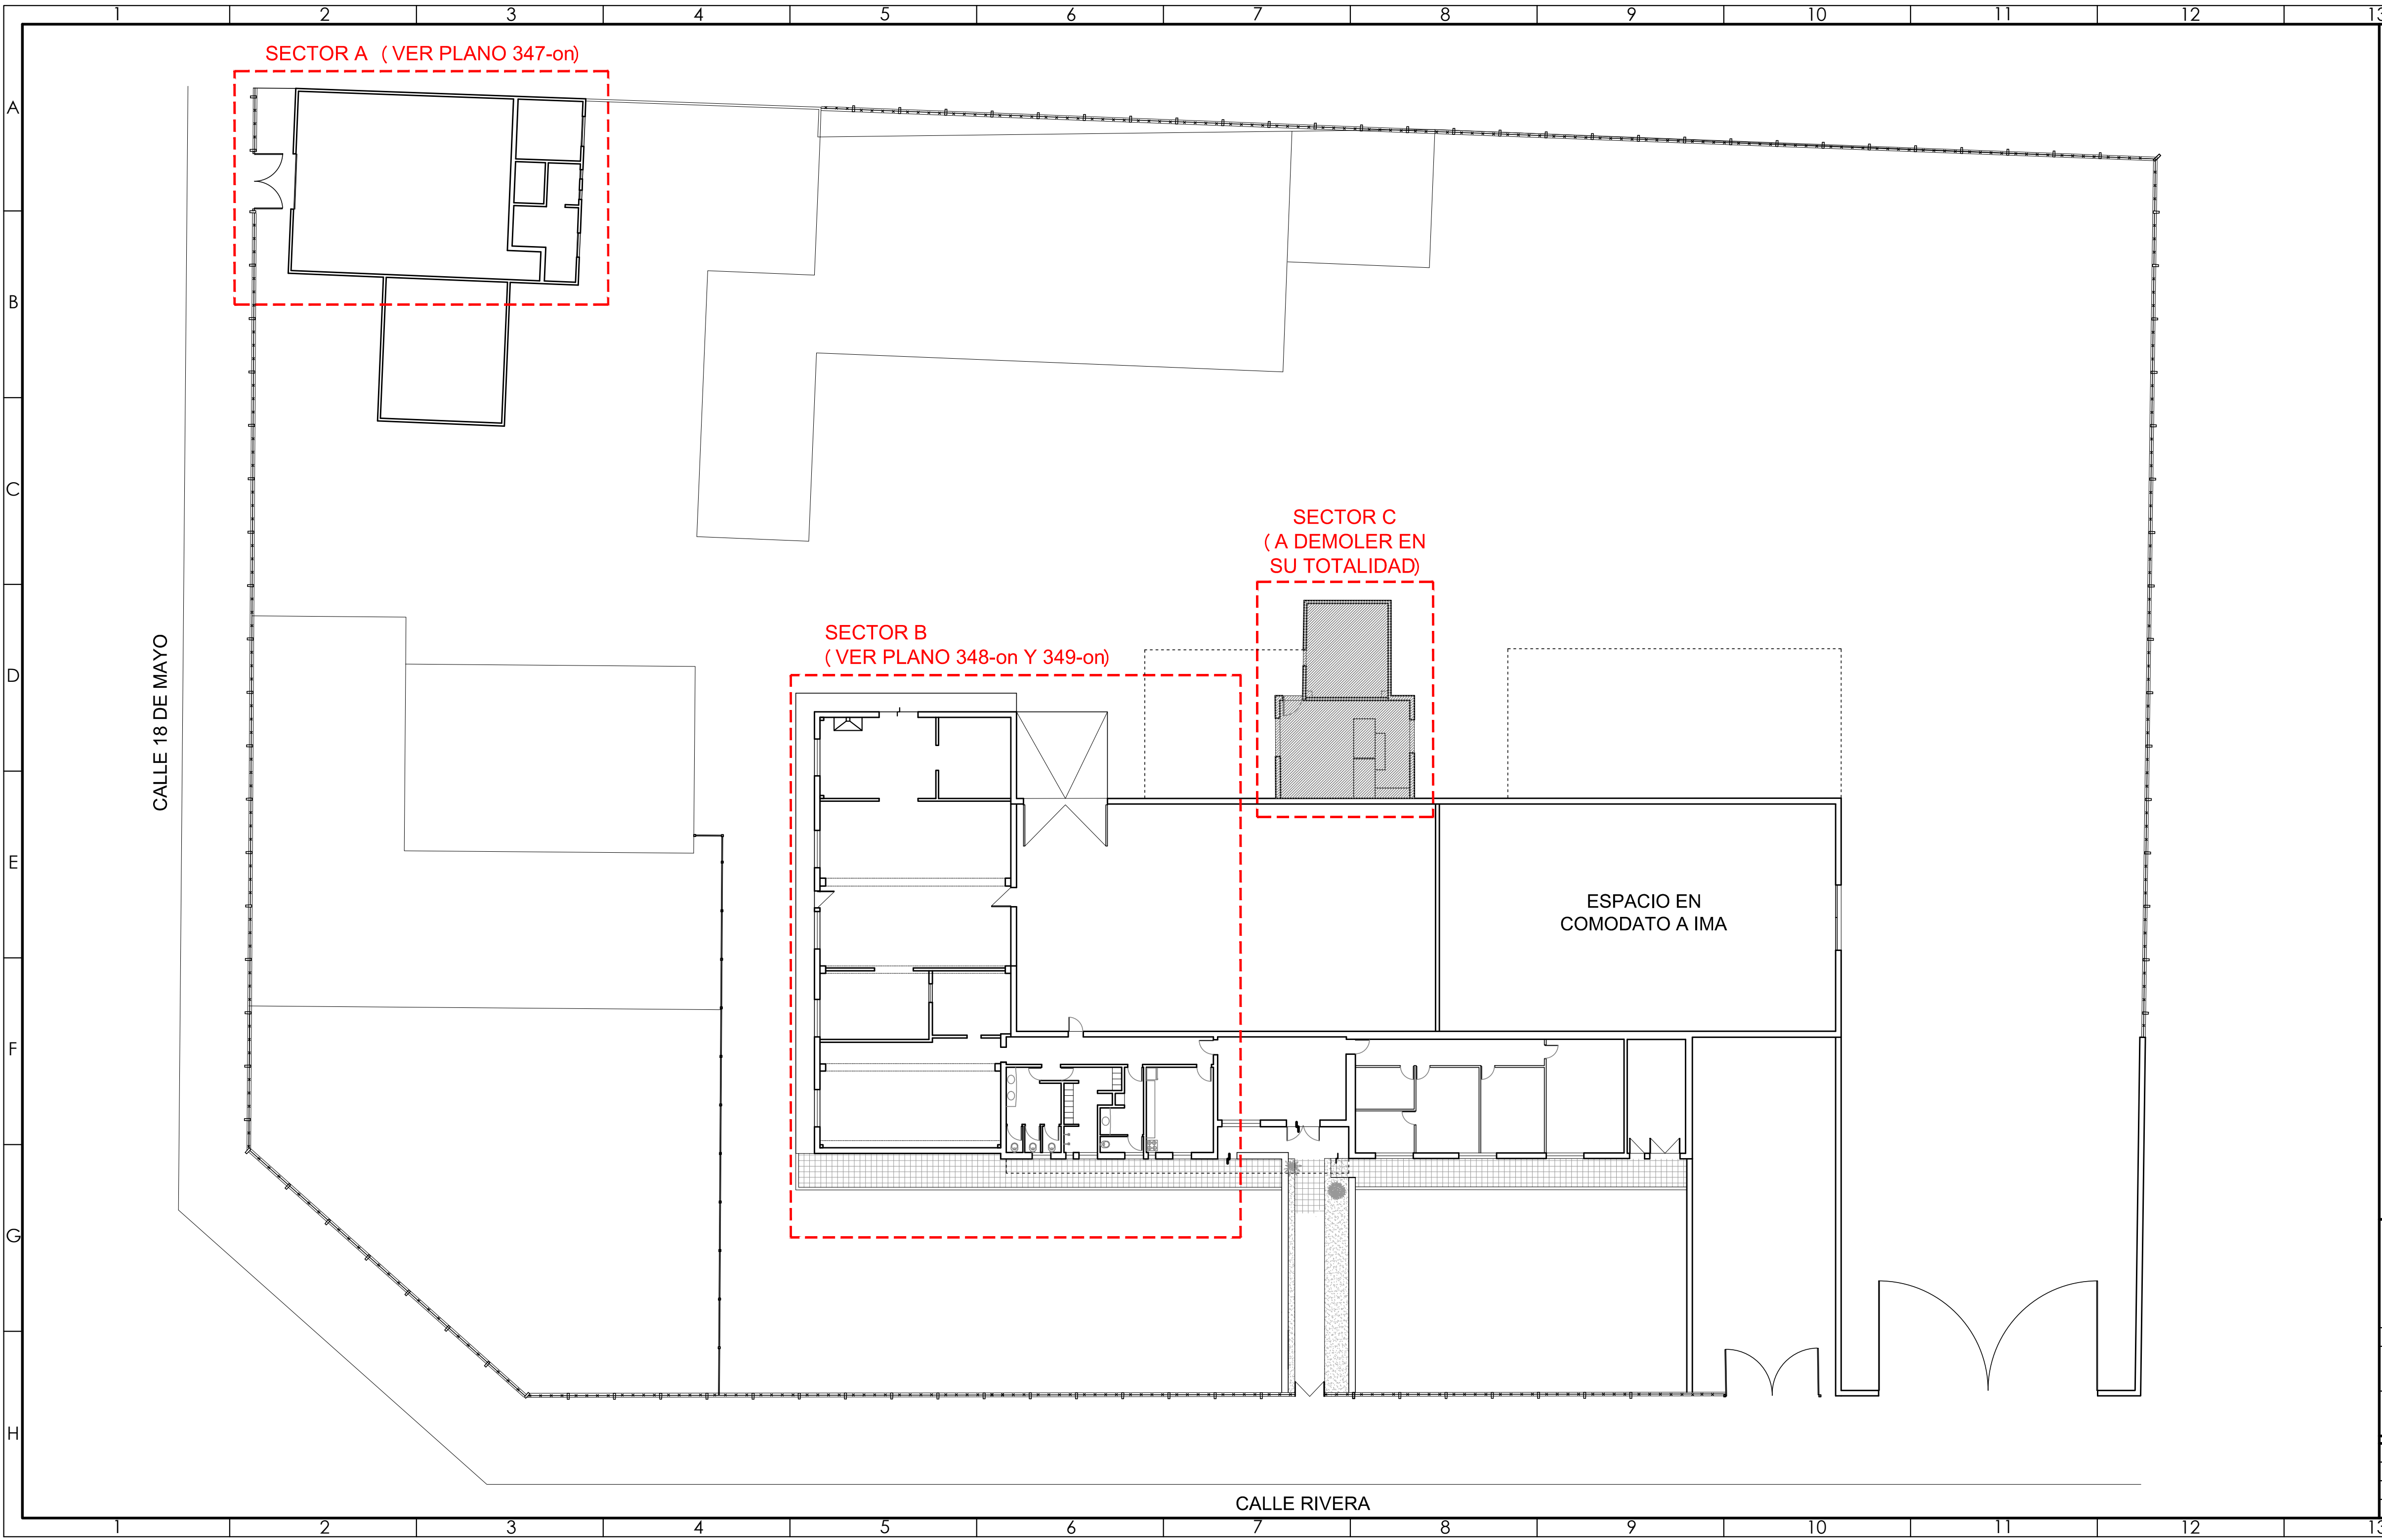 1 2 3 4 5 6 7 8 9 10 11 12 13
SECTOR A ( VER PLANO 347-on)
A
B
C
D
E
F
G
H
SECTOR C
( A DEMOLER EN
SU TOTALIDAD)
SECTOR B
( VER PLANO 348-on Y 349-on)
CALLE 18 DE MAYO
ESPACIO EN
COMODATO A IMA
CALLE RIVERA
1 2 3 4 5 6 7 8 9 10 11 12 13